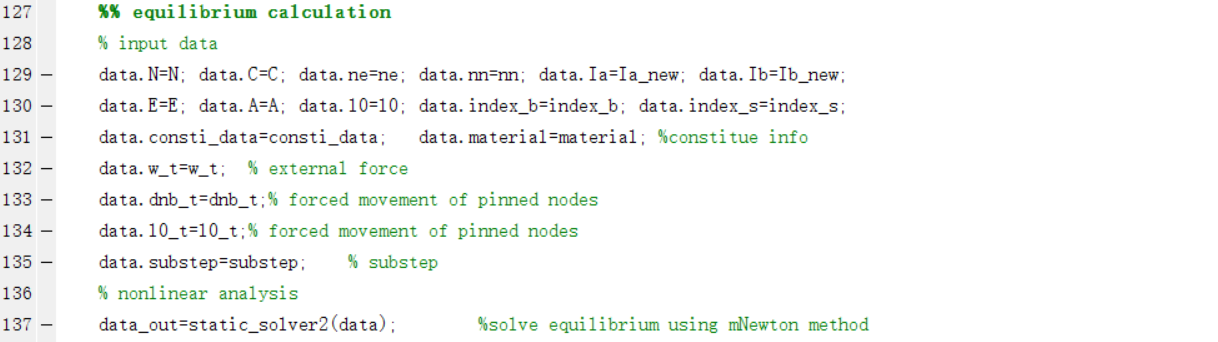 127 %% equilibrium calculation
128 % input data
129 – data.N=N; data.C=C; data.ne=ne; data.nn=nn; data.Ia=Ia_new; data.Ib=Ib_new;
130 – data.E=E; data.A=A; data.l0=l0; data.index_b=index_b; data.index_s=index_s;
131 – data.consti_data=consti_data; data.material=material; %constitue info
132 – data.w_t=w_t; % external force
133 – data.dnb_t=dnb_t;% forced movement of pinned nodes
134 – data.l0_t=l0_t;% forced movement of pinned nodes
135 – data.substep=substep; % substep
136 % nonlinear analysis
137 – data_out=static_solver2(data); %solve equilibrium using mNewton method